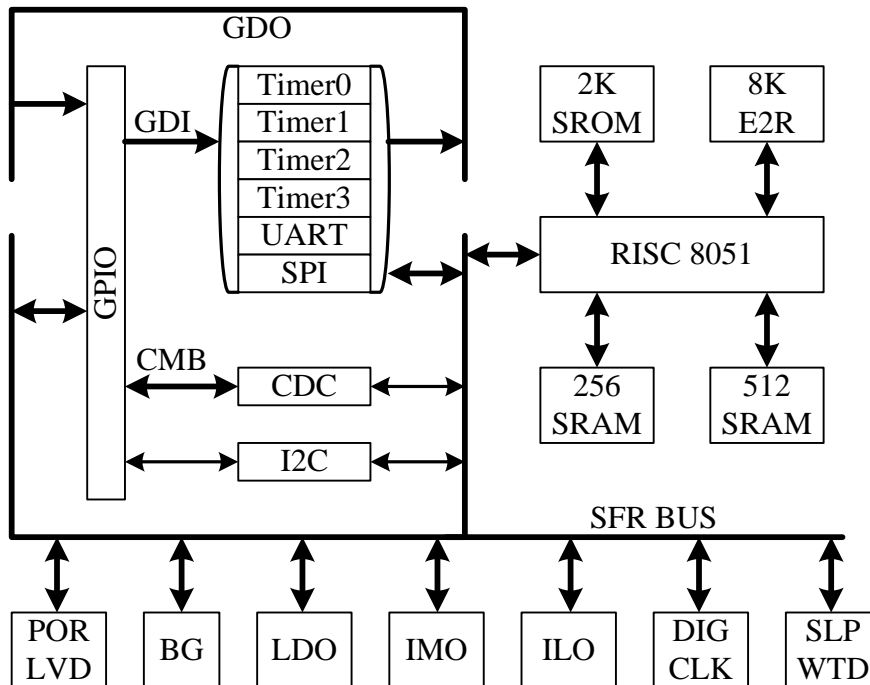 GDO
Timer0
Timer1
Timer2
Timer3
UART
SPI
GDI
GPIO
CMB
CDC
I2C
2K
SROM
8K
E2R
RISC 8051
256
SRAM
512
SRAM
SFR BUS
POR
LVD
BG
LDO
IMO
ILO
DIG
CLK
SLP
WTD